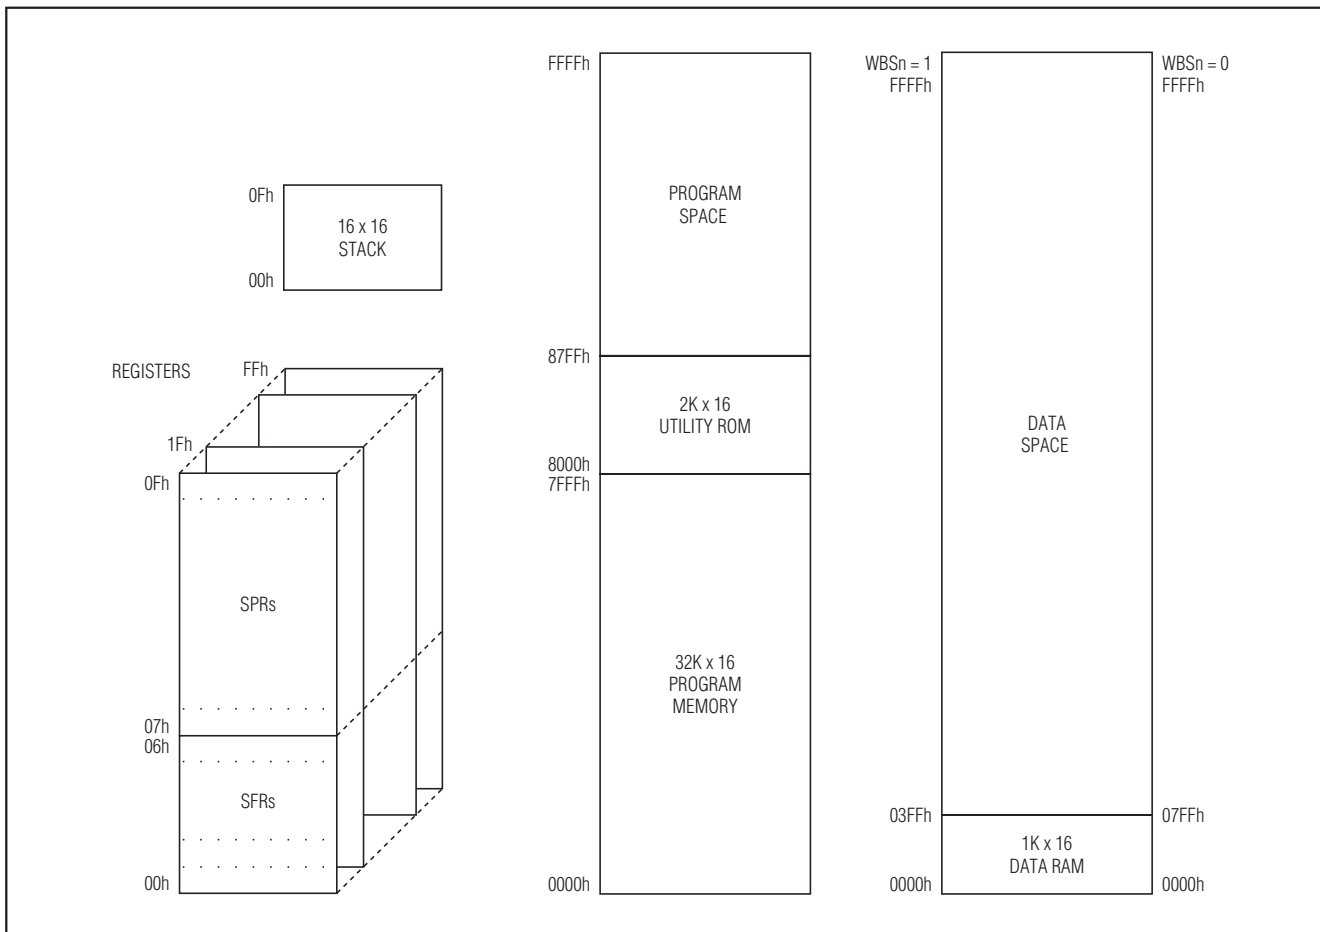 0Fh
16 x 16
STACK
00h
REGISTERS
FFh
1Fh
0Fh
SPRs
07h
06h
SFRs
00h
FFFFh
PROGRAM
SPACE
87FFh
2K x 16
UTILITY ROM
8000h
7FFFh
32K x 16
PROGRAM
MEMORY
0000h
WBSn = 1
FFFFh
WBSn = 0
FFFFh
DATA
SPACE
03FFh
07FFh
1K x 16
DATA RAM
0000h
0000h